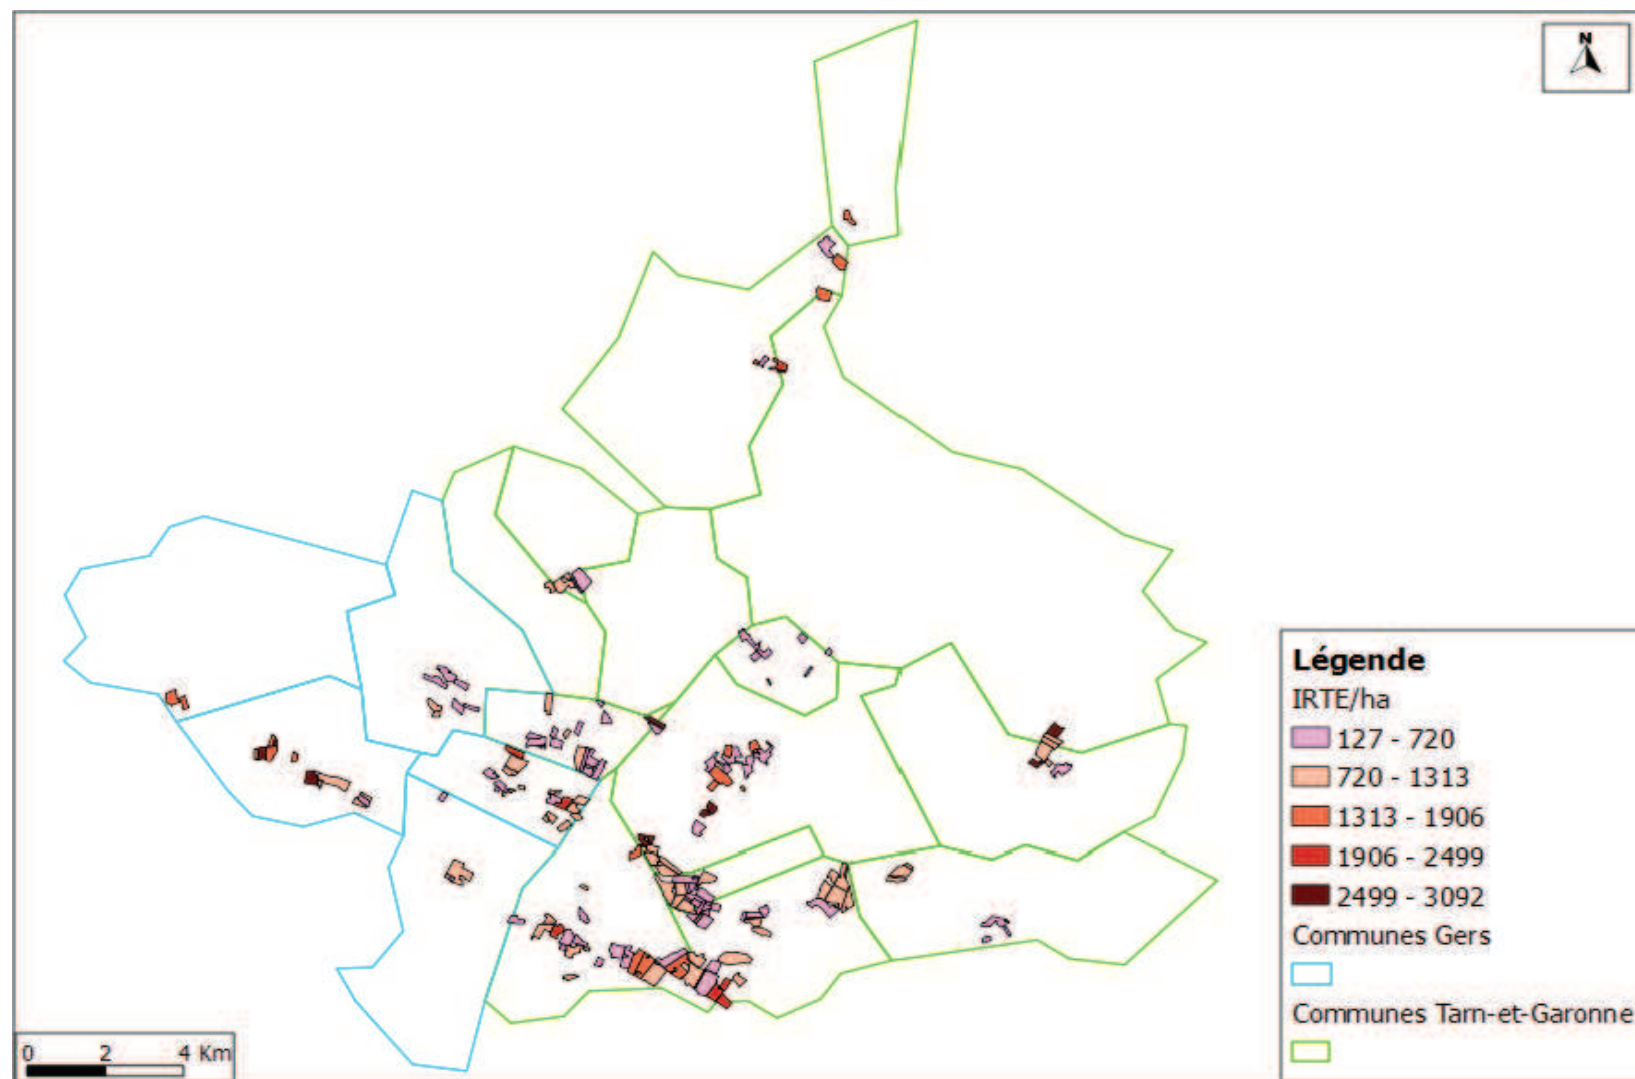 N
Légende
IRTE/ha
127 - 720
720 - 1313
1313 - 1906
1906 - 2499
2499 - 3092
Communes Gers
Communes Tarn-et-Garonne
0 2 4 Km